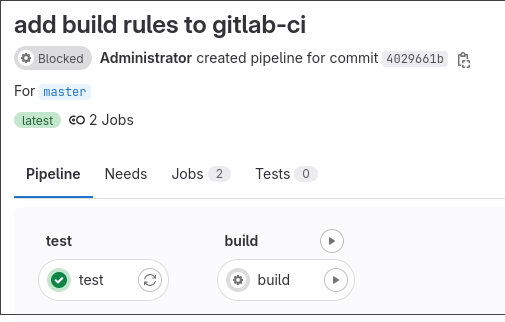 add build rules to gitlab-ci
Blocked Administrator created pipeline for commit 4029661b
For master
latest 2 Jobs
Pipeline Needs Jobs 2 Tests 0
test build
test build